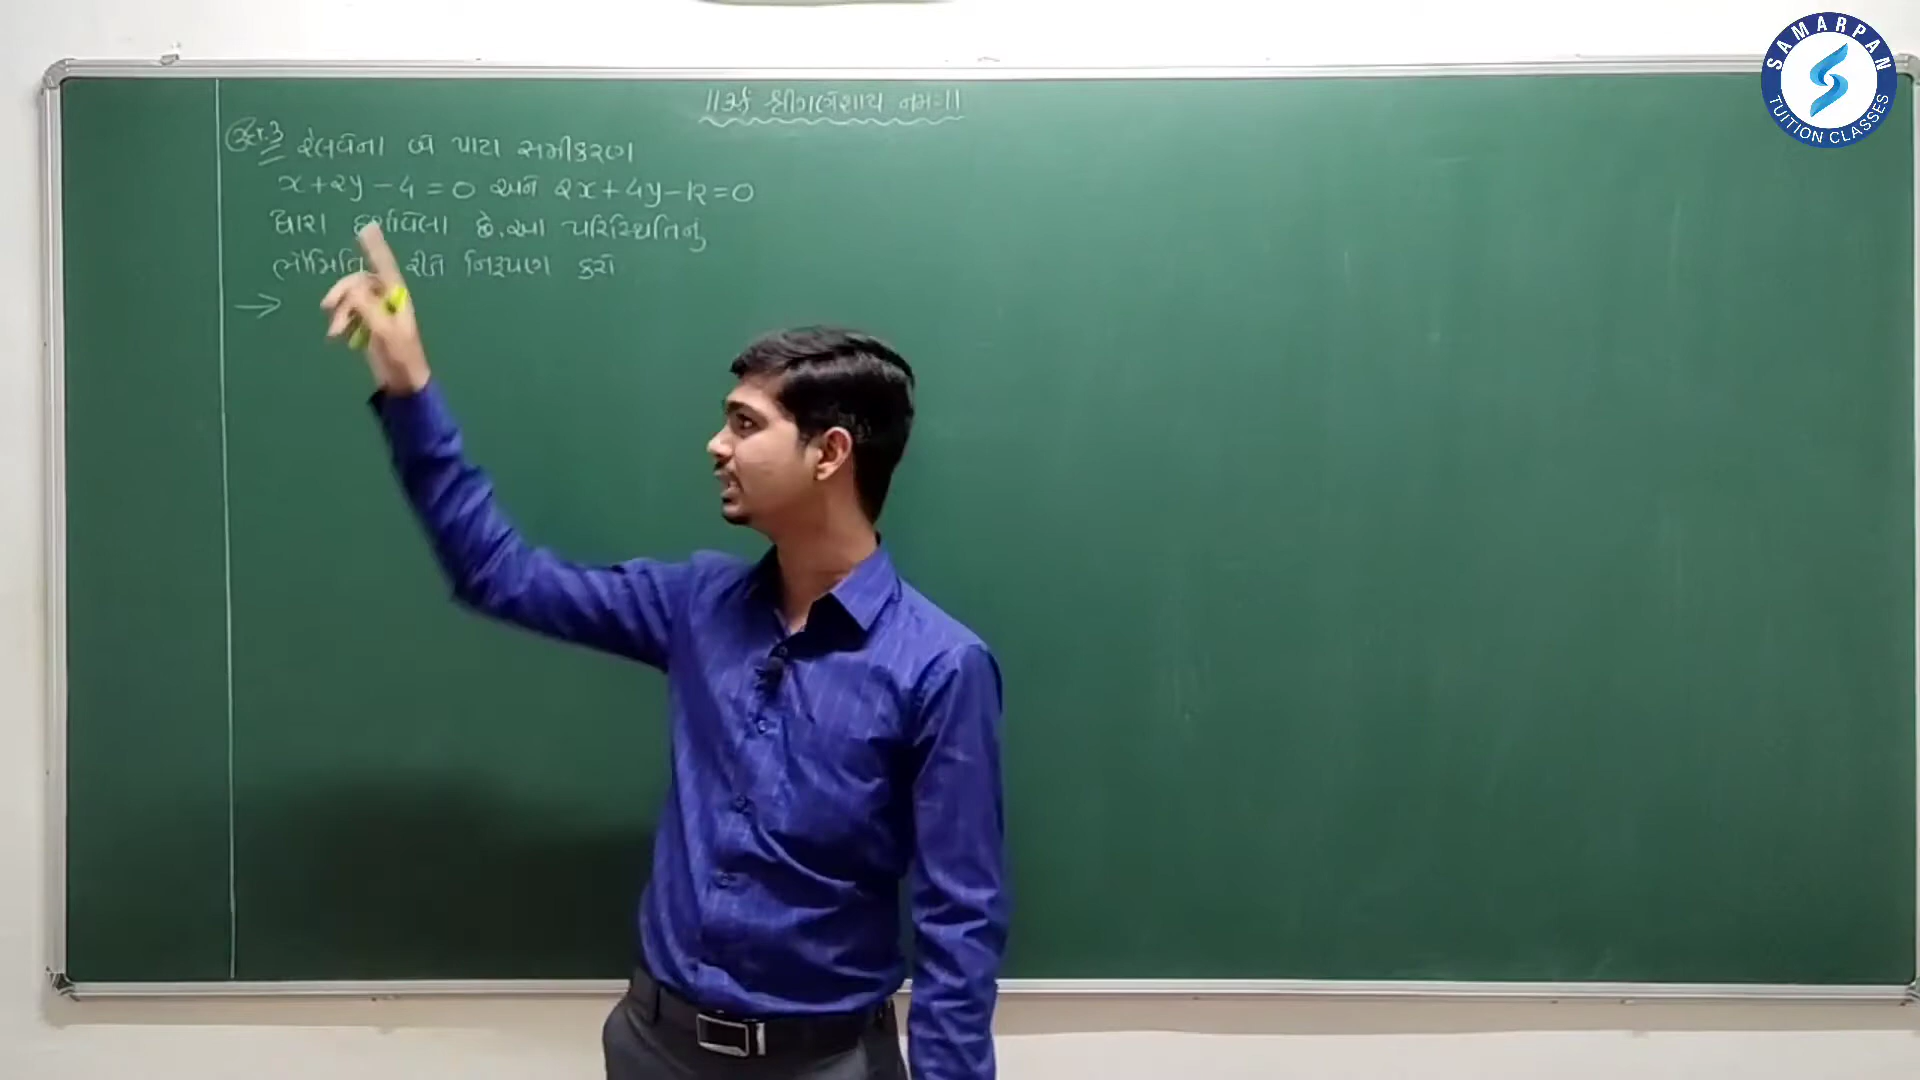 ॥ૐ શ્રીગણેશાય નમઃ॥
ઉદા.3 રેલવેના બે પાટા સમીકરણ
x+2y-4=0 અને 2x+4y-12=0
દ્વારા દર્શાવેલા છે. આ પરિસ્થિતિનું
રીતે નિરૂપણ કરો
→
SAMARPAN
TUITION CLASSES